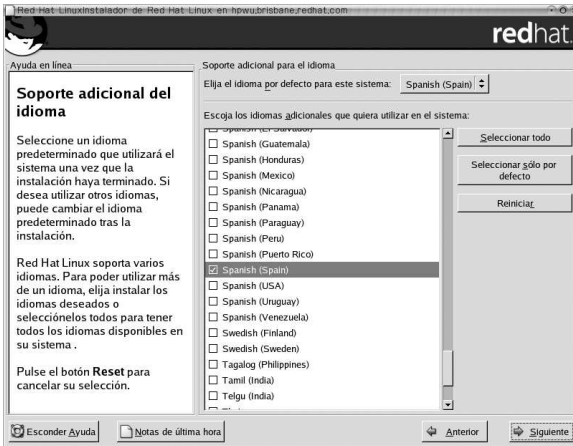 Red Hat LinuxInstalador de Red Hat Linux en hpwu.brisbane.redhat.com
redhat.
Ayuda en línea
Soporte adicional del
idioma
Seleccione un idioma
predeterminado que utilizará el
sistema una vez que la
instalación haya terminado. Si
desea utilizar otros idiomas,
puede cambiar el idioma
predeterminado tras la
instalación.
Red Hat Linux soporta varios
idiomas. Para poder utilizar más
de un idioma, elija instalar los
idiomas deseados o
selecciónelos todos para tener
todos los idiomas disponibles en
su sistema .
Pulse el botón Reset para
cancelar su selección.
Soporte adicional para el idioma
Elija el idioma por defecto para este sistema: Spanish (Spain)
Escoja los idiomas adicionales que quiera utilizar en el sistema:
Spanish (El Salvador)
Spanish (Guatemala)
Spanish (Honduras)
Spanish (Mexico)
Spanish (Nicaragua)
Spanish (Panama)
Spanish (Paraguay)
Spanish (Peru)
Spanish (Puerto Rico)
Spanish (Spain)
Spanish (USA)
Spanish (Uruguay)
Spanish (Venezuela)
Swedish (Finland)
Swedish (Sweden)
Tagalog (Philippines)
Tamil (India)
Telgu (India)
Seleccionar todo
Seleccionar sólo por
defecto
Reiniciar
Esconder Ayuda
Notas de última hora
Anterior
Siguiente